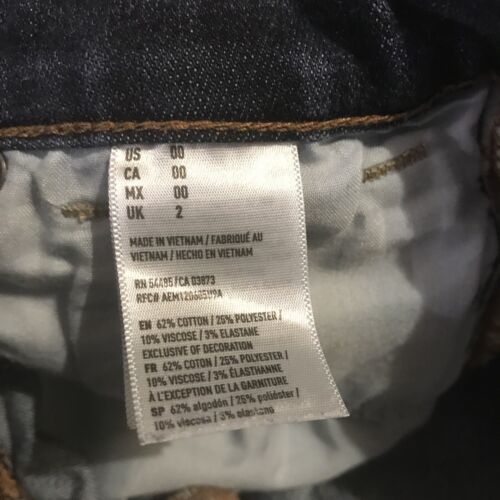 US 00
CA 00
MX 00
UK 2
MADE IN VIETNAM / FABRIQUÉ AU
VIETNAM / HECHO EN VIETNAM
RN 54485 / CA 03873
RFC# AEM120605U9A
EN 62% COTTON / 25% POLYESTER /
10% VISCOSE / 3% ELASTANE
EXCLUSIVE OF DECORATION
FR 62% COTON / 25% POLYESTER /
10% VISCOSE / 3% ÉLASTHANNE
À L'EXCEPTION DE LA GARNITURE
SP 62% algodón / 25% poliéster /
10% viscosa / 3% elastano